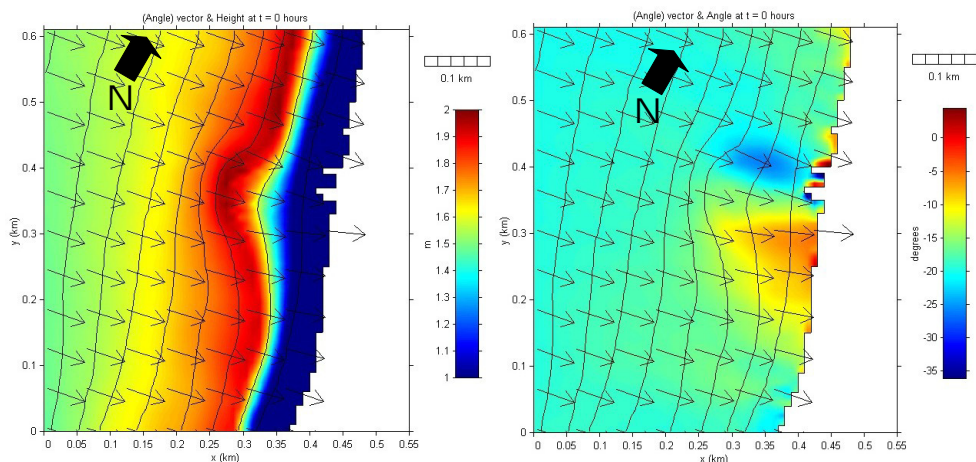 (Angle) vector & Height at t = 0 hours
0.6
0.5
0.4
0.3
0.2
0.1
0
y (km)
0 0.05 0.1 0.15 0.2 0.25 0.3 0.35 0.4 0.45 0.5 0.55
x (km)
N
0.1 km
2
1.9
1.8
1.7
1.6
1.5
1.4
1.3
1.2
1.1
1
m
(Angle) vector & Angle at t = 0 hours
0.6
0.5
0.4
0.3
0.2
0.1
0
y (km)
0 0.05 0.1 0.15 0.2 0.25 0.3 0.35 0.4 0.45 0.5 0.55
x (km)
N
0.1 km
0
-5
-10
-15
-20
-25
-30
-35
degrees